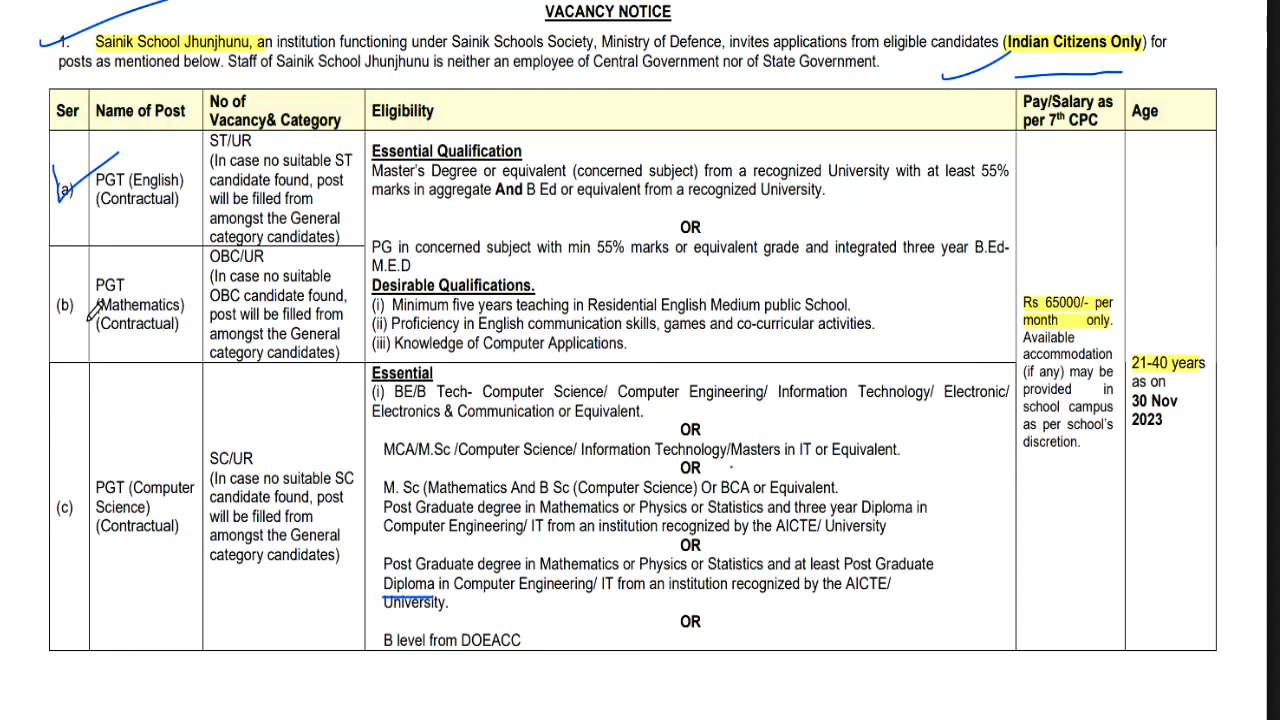 VACANCY NOTICE
1. Sainik School Jhunjhunu, an institution functioning under Sainik Schools Society, Ministry of Defence, invites applications from eligible candidates (Indian Citizens Only) for
posts as mentioned below. Staff of Sainik School Jhunjhunu is neither an employee of Central Government nor of State Government.
Ser
Name of Post
No of
Vacancy& Category
Eligibility
Pay/Salary as
per 7th CPC
Age
(a)
PGT (English)
(Contractual)
ST/UR
(In case no suitable ST
candidate found, post
will be filled from
amongst the General
category candidates)
Essential Qualification
Master's Degree or equivalent (concerned subject) from a recognized University with at least 55%
marks in aggregate And B Ed or equivalent from a recognized University.
OR
PG in concerned subject with min 55% marks or equivalent grade and integrated three year B.Ed-
M.E.D
Desirable Qualifications.
(i) Minimum five years teaching in Residential English Medium public School.
(ii) Proficiency in English communication skills, games and co-curricular activities.
(iii) Knowledge of Computer Applications.
(b)
PGT
(Mathematics)
(Contractual)
OBC/UR
(In case no suitable
OBC candidate found,
post will be filled from
amongst the General
category candidates)
(c)
PGT (Computer
Science)
(Contractual)
SC/UR
(In case no suitable SC
candidate found, post
will be filled from
amongst the General
category candidates)
Essential
(i) BE/B Tech- Computer Science/ Computer Engineering/ Information Technology/ Electronic/
Electronics & Communication or Equivalent.
OR
MCA/M.Sc /Computer Science/ Information Technology/Masters in IT or Equivalent.
OR
M. Sc (Mathematics And B Sc (Computer Science) Or BCA or Equivalent.
Post Graduate degree in Mathematics or Physics or Statistics and three year Diploma in
Computer Engineering/ IT from an institution recognized by the AICTE/ University
OR
Post Graduate degree in Mathematics or Physics or Statistics and at least Post Graduate
Diploma in Computer Engineering/ IT from an institution recognized by the AICTE/
University.
OR
B level from DOEACC
Rs 65000/- per
month only.
Available
accommodation
(if any) may be
provided in
school campus
as per school's
discretion.
21-40 years
as on
30 Nov
2023